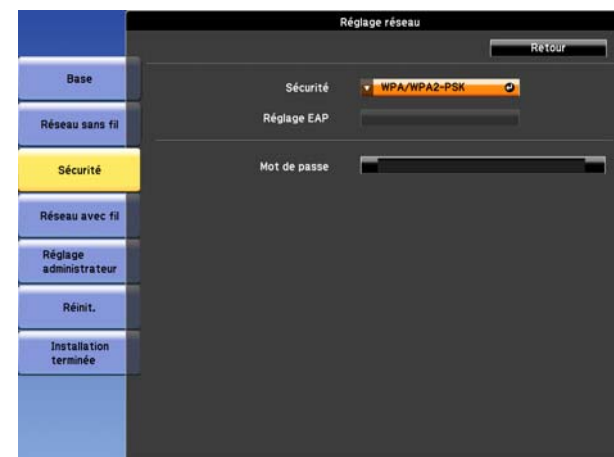 Réglage réseau
Retour
Base
Réseau sans fil
Sécurité
Réseau avec fil
Réglage
administrateur
Réinit.
Installation
terminée
Sécurité
WPA/WPA2-PSK
Réglage EAP
Mot de passe